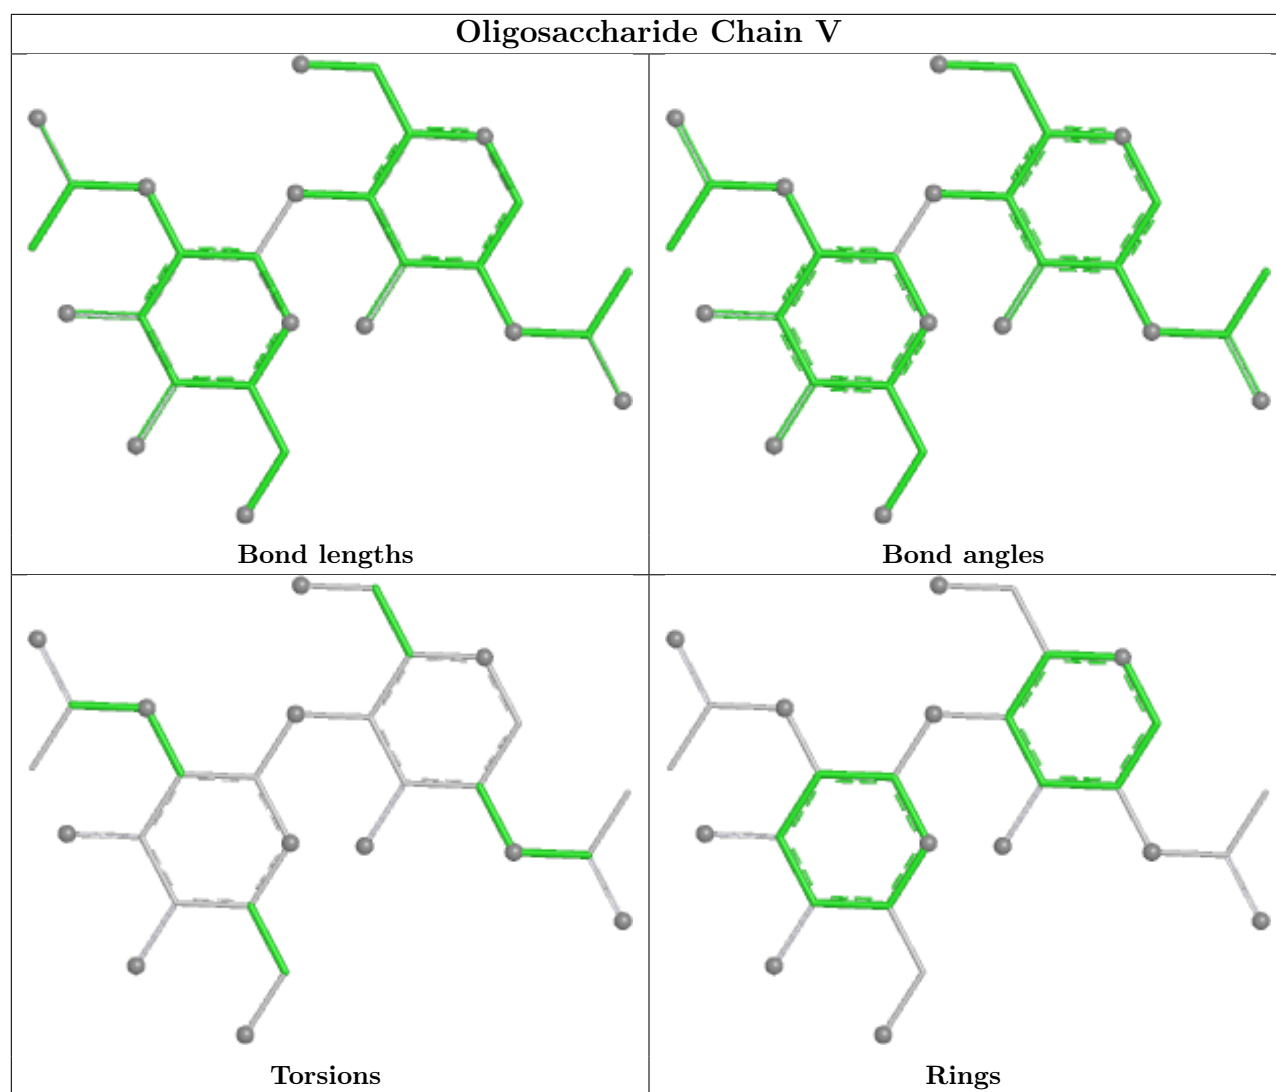 Oligosaccharide Chain V
Bond lengths
Bond angles
Torsions
Rings